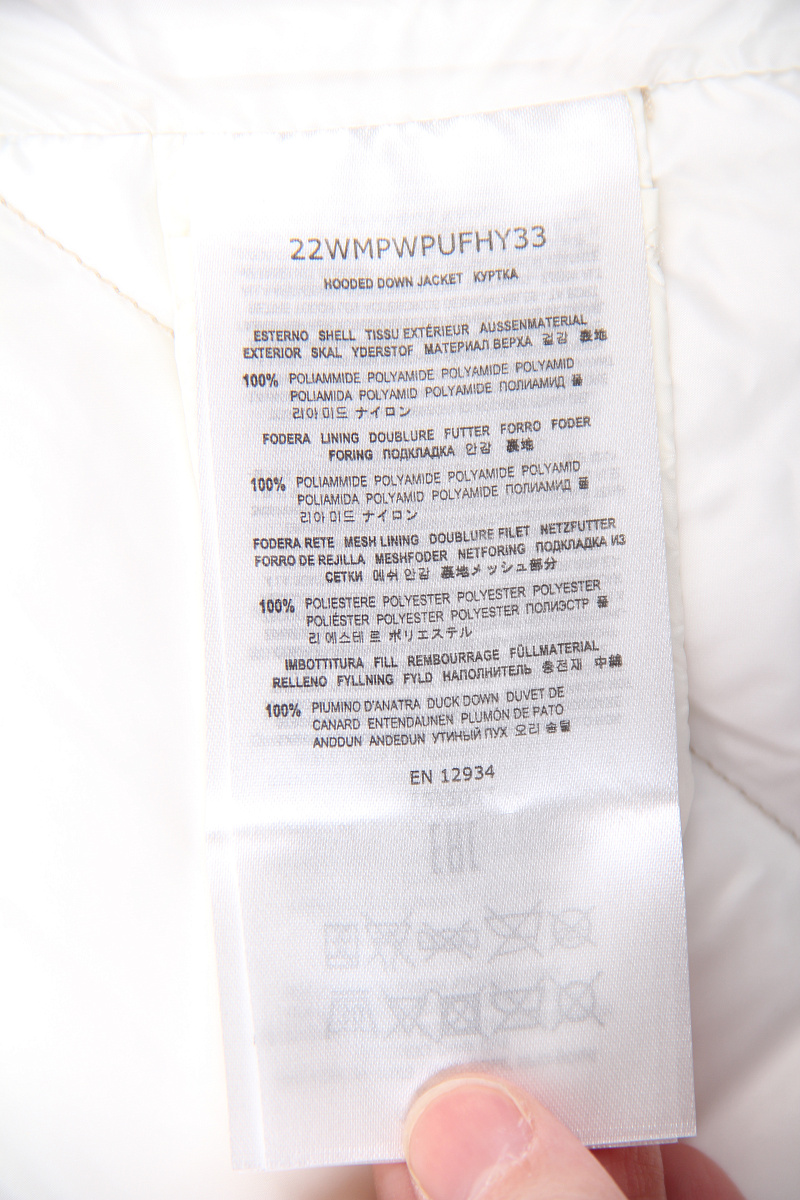 22WMPWPUFHY33
HOODED DOWN JACKET КУРТКА
ESTERNO SHELL TISSU EXTÉRIEUR AUSSENMATERIAL
EXTERIOR SKAL YDERSTOF МАТЕРИАЛ ВЕРХА 겉감 表地
100% POLIAMMIDE POLYAMIDE POLYAMIDE POLYAMID
POLIAMIDA POLYAMID POLYAMIDE ПОЛИАМИД 폴
리아미드 ナイロン
FODERA LINING DOUBLURE FUTTER FORRO FODER
FORING ПОДКЛАДКА 안감 裏地
100% POLIAMMIDE POLYAMIDE POLYAMIDE POLYAMID
POLIAMIDA POLYAMID POLYAMIDE ПОЛИАМИД 폴
리아미드 ナイロン
FODERA RETE MESH LINING DOUBLURE FILET NETZFUTTER
FORRO DE REJILLA MESHFODER NETFORING ПОДКЛАДКА ИЗ
СЕТКИ 메쉬 안감 裏地メッシュ部分
100% POLIESTERE POLYESTER POLYESTER POLYESTER
POLIÉSTER POLYESTER POLYESTER ПОЛИЭСТР 폴
리에스테르 ポリエステル
IMBOTTITURA FILL REMBOURRAGE FÜLLMATERIAL
RELLENO FYLLNING FYLD НАПОЛНИТЕЛЬ 충전재 中綿
100% PIUMINO D'ANATRA DUCK DOWN DUVET DE
CANARD ENTENDAUNEN PLUMÓN DE PATO
ANDDUN ANDEDUN УТИНЫЙ ПУХ 오리 솜털
EN 12934